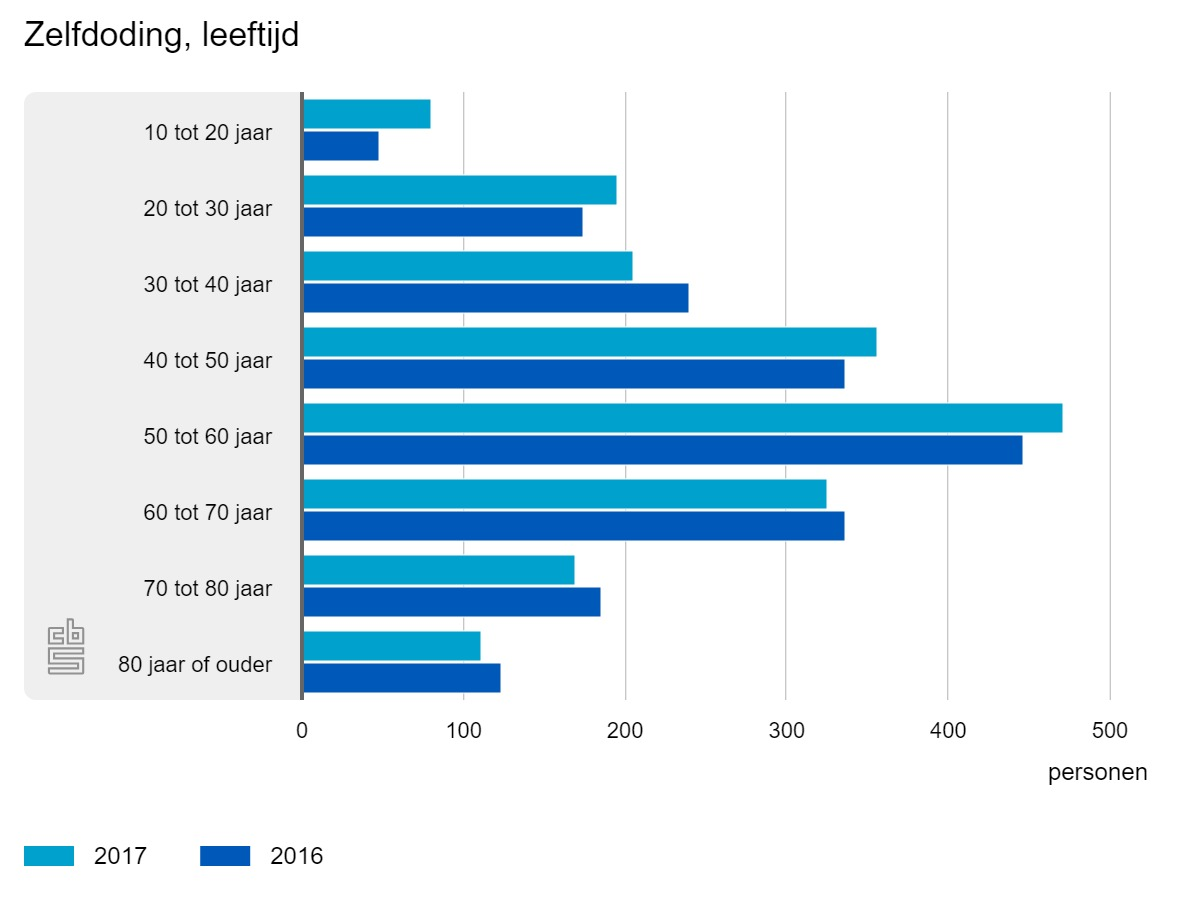 Zelfdoding, leeftijd
10 tot 20 jaar
20 tot 30 jaar
30 tot 40 jaar
40 tot 50 jaar
50 tot 60 jaar
60 tot 70 jaar
70 tot 80 jaar
cbs
80 jaar of ouder
0 100 200 300 400 500
personen
2017 2016